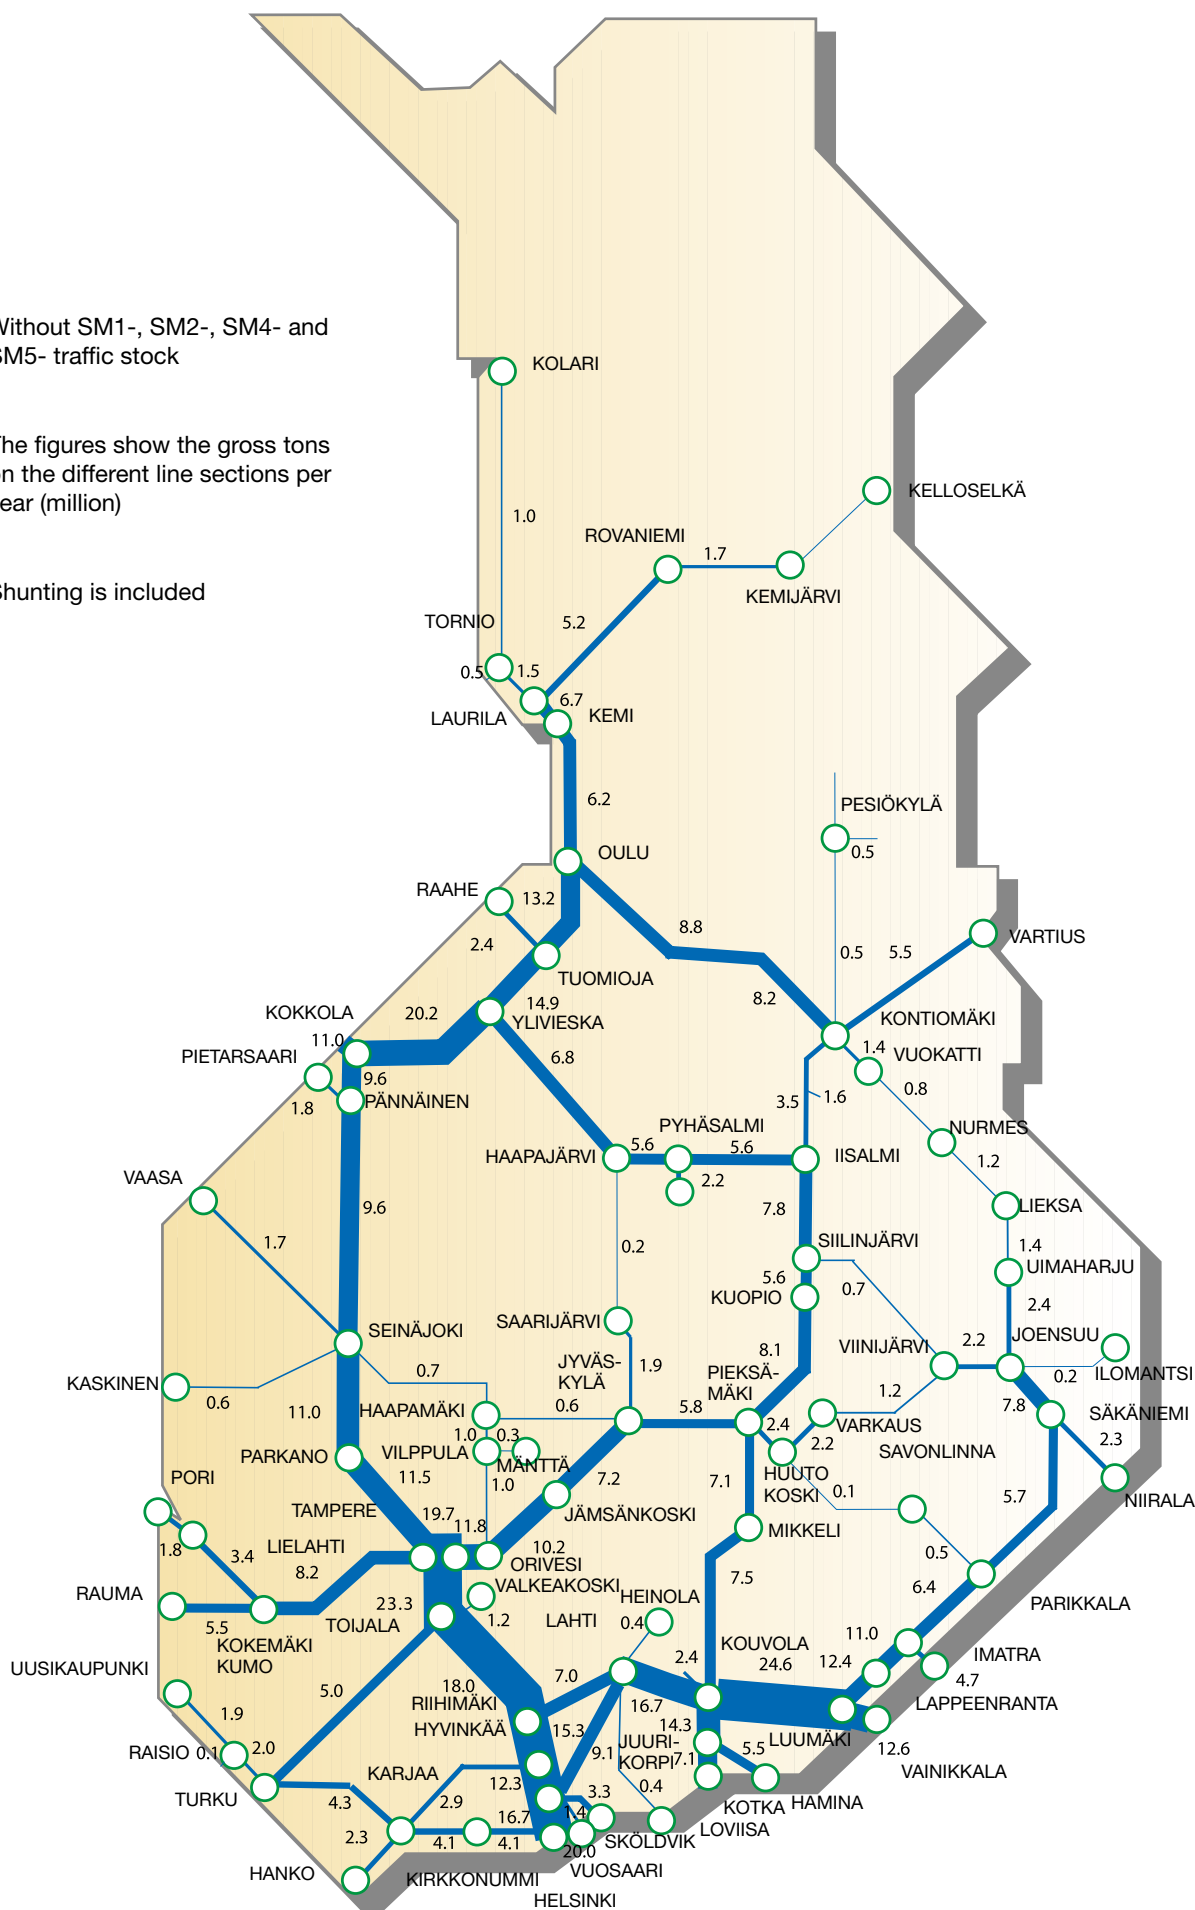 Without SM1-, SM2-, SM4- and
SM5- traffic stock
The figures show the gross tons
on the different line sections per
year (million)
Shunting is included
KOLARI
1.0
KELLOSELKÄ
ROVANIEMI
1.7
KEMIJÄRVI
5.2
TORNIO
0.5
1.5
6.7
LAURILA
KEMI
6.2
PESIÖKYLÄ
0.5
OULU
RAAHE
13.2
2.4
8.8
VARTIUS
0.5
5.5
TUOMIOJA
8.2
14.9
KOKKOLA
20.2
YLIVIESKA
KONTIOMÄKI
11.0
PIETARSAARI
6.8
1.4
VUOKATTI
9.6
0.8
1.8
PÄNNÄINEN
3.5
1.6
PYHÄSALMI
NURMES
5.6
5.6
HAAPAJÄRVI
IISALMI
1.2
VAASA
2.2
9.6
7.8
LIEKSA
1.7
0.2
SIILINJÄRVI
1.4
UIMAHARJU
5.6
0.7
KUOPIO
2.4
SAARIJÄRVI
SEINÄJOKI
JOENSUU
VIINIJÄRVI
2.2
8.1
JYVÄS-
KYLÄ
1.9
0.7
PIEKSÄ-
MÄKI
0.2
ILOMANTSI
KASKINEN
0.6
1.2
0.6
5.8
7.8
11.0
HAAPAMÄKI
2.4
VARKAUS
SÄKÄNIEMI
1.0
0.3
2.2
2.3
PARKANO
VILPPULA
SAVONLINNA
MÄNTTÄ
11.5
1.0
7.2
7.1
HUUTO
KOSKI
0.1
PORI
5.7
NIIRALA
TAMPERE
19.7
JÄMSÄNKOSKI
11.8
MIKKELI
1.8
3.4
LIELAHTI
10.2
ORIVESI
0.5
8.2
7.5
VALKEAKOSKI
6.4
RAUMA
HEINOLA
23.3
PARIKKALA
5.5
TOIJALA
1.2
LAHTI
0.4
KOKEMÄKI
KUMO
KOUVOLA
11.0
IMATRA
UUSIKAUPUNKI
2.4
24.6
12.4
5.0
18.0
7.0
4.7
RIIHIMÄKI
16.7
LAPPEENRANTA
1.9
HYVINKÄÄ
15.3
14.3
RAISIO
0.1
2.0
9.1
JUURI-
KORPI
7.1
5.5
LUUMÄKI
12.6
VAINIKKALA
KARJAA
12.3
3.3
0.4
TURKU
4.3
2.9
16.7
1.4
KOTKA
HAMINA
2.3
4.1
4.1
SKÖLDVIK
LOVIISA
20.0
HANKO
KIRKKONUMMI
VUOSAARI
HELSINKI